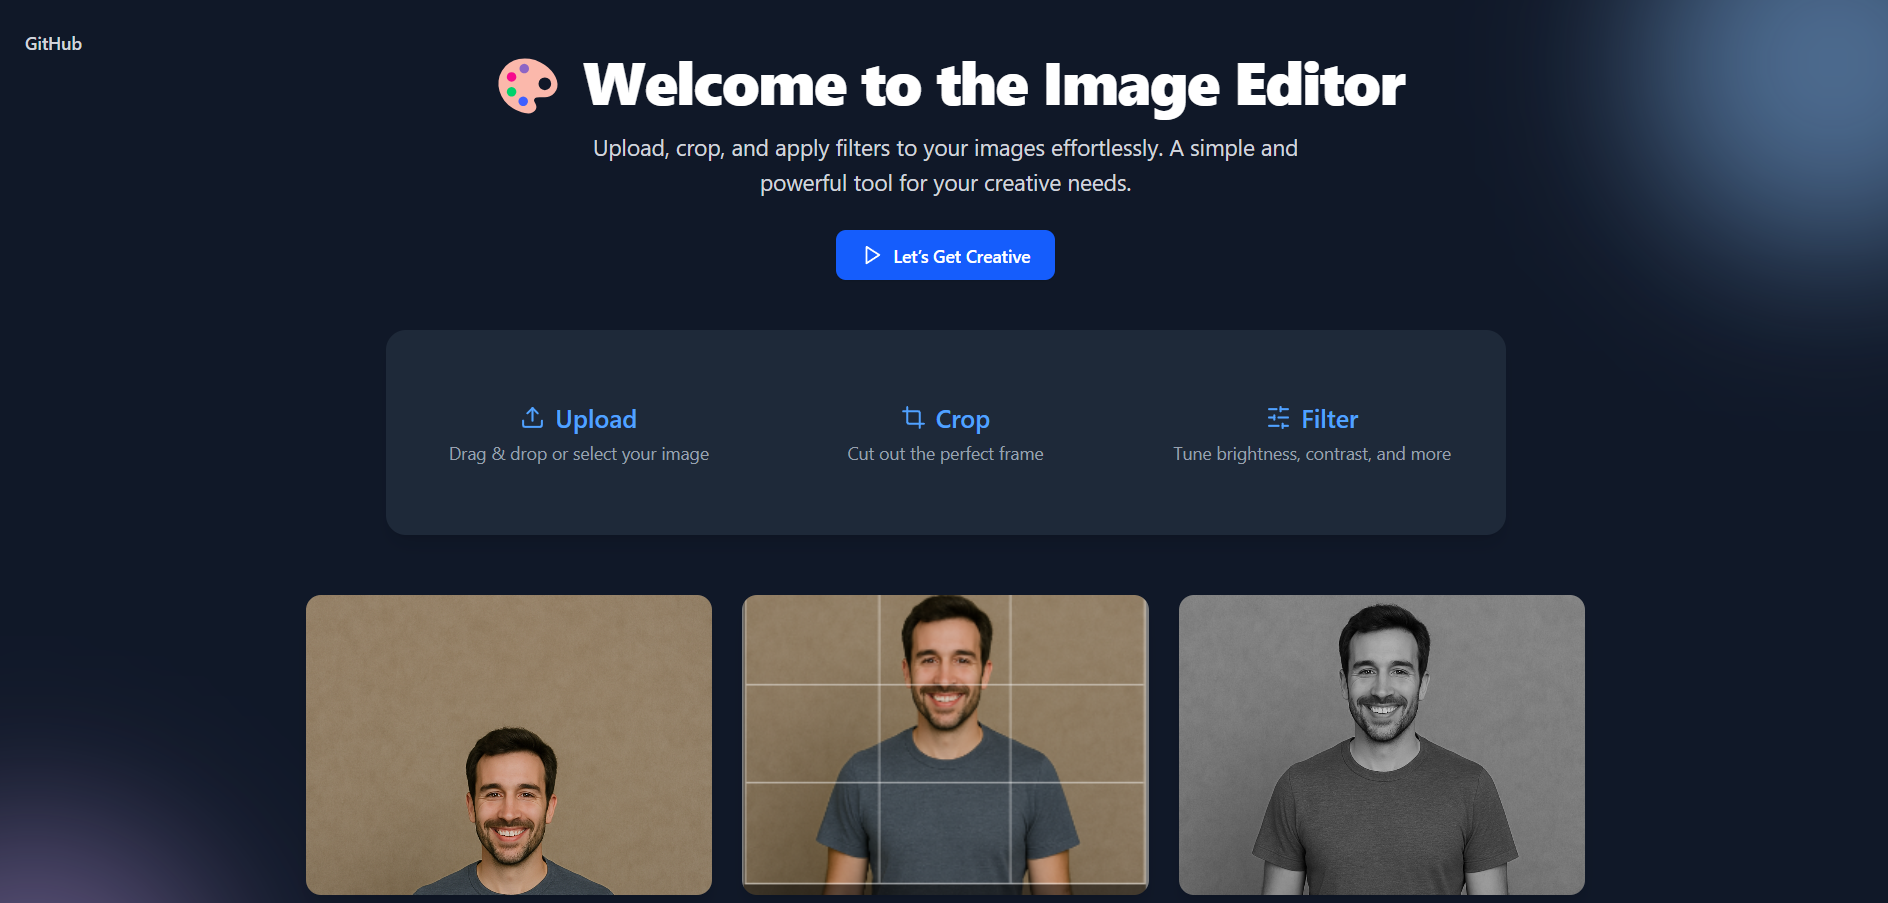 GitHub
Welcome to the Image Editor
Upload, crop, and apply filters to your images effortlessly. A simple and
powerful tool for your creative needs.
Let’s Get Creative
Upload
Drag & drop or select your image
Crop
Cut out the perfect frame
Filter
Tune brightness, contrast, and more